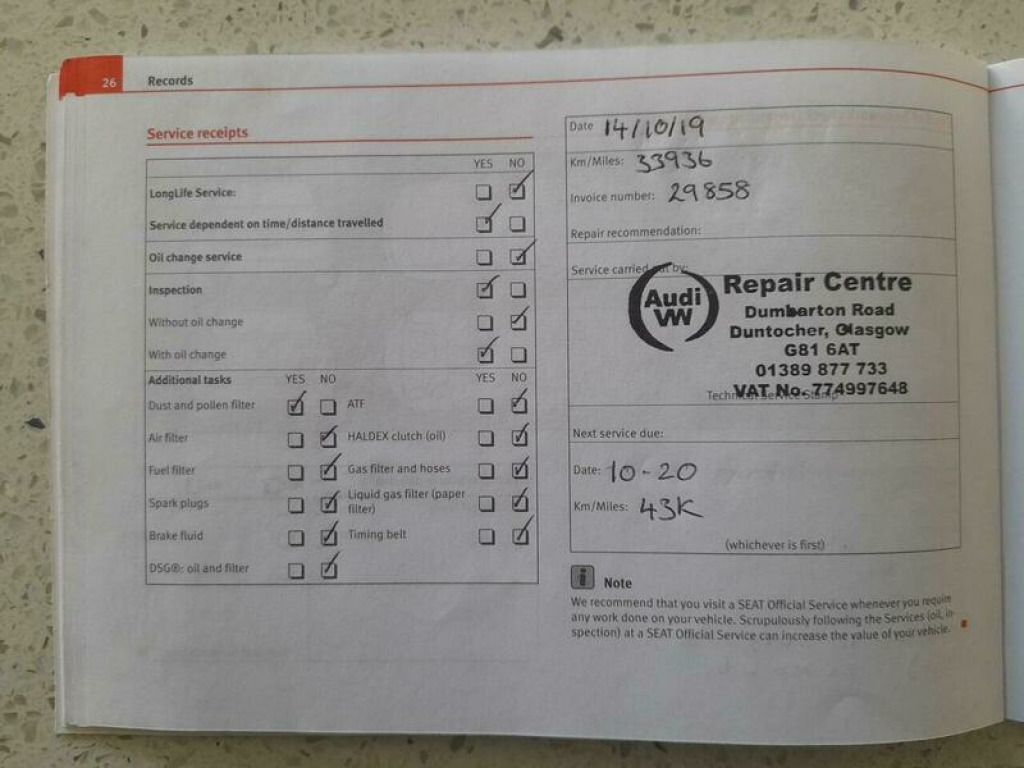 26 Records
Service receipts
YES NO
LongLife Service:
Service dependent on time/distance travelled
Oil change service
Inspection
Without oil change
With oil change
Additional tasks YES NO YES NO
Dust and pollen filter ATF
Air filter HALDEX clutch (oil)
Fuel filter Gas filter and hoses
Spark plugs Liquid gas filter (paper
filter)
Brake fluid Timing belt
DSG®: oil and filter
Date 14/10/19
Km/Miles: 33936
Invoice number: 29858
Repair recommendation:
Service carried out by:
Audi
VW
Repair Centre
Dumbarton Road
Duntocher, Glasgow
G81 6AT
01389 877 733
VAT No. 774997648
Technical Service Stamp
Next service due:
Date: 10-20
Km/Miles: 43K
(whichever is first)
i Note
We recommend that you visit a SEAT Official Service whenever you require
any work done on your vehicle. Scrupulously following the Services (oil, in-
spection) at a SEAT Official Service can increase the value of your vehicle.